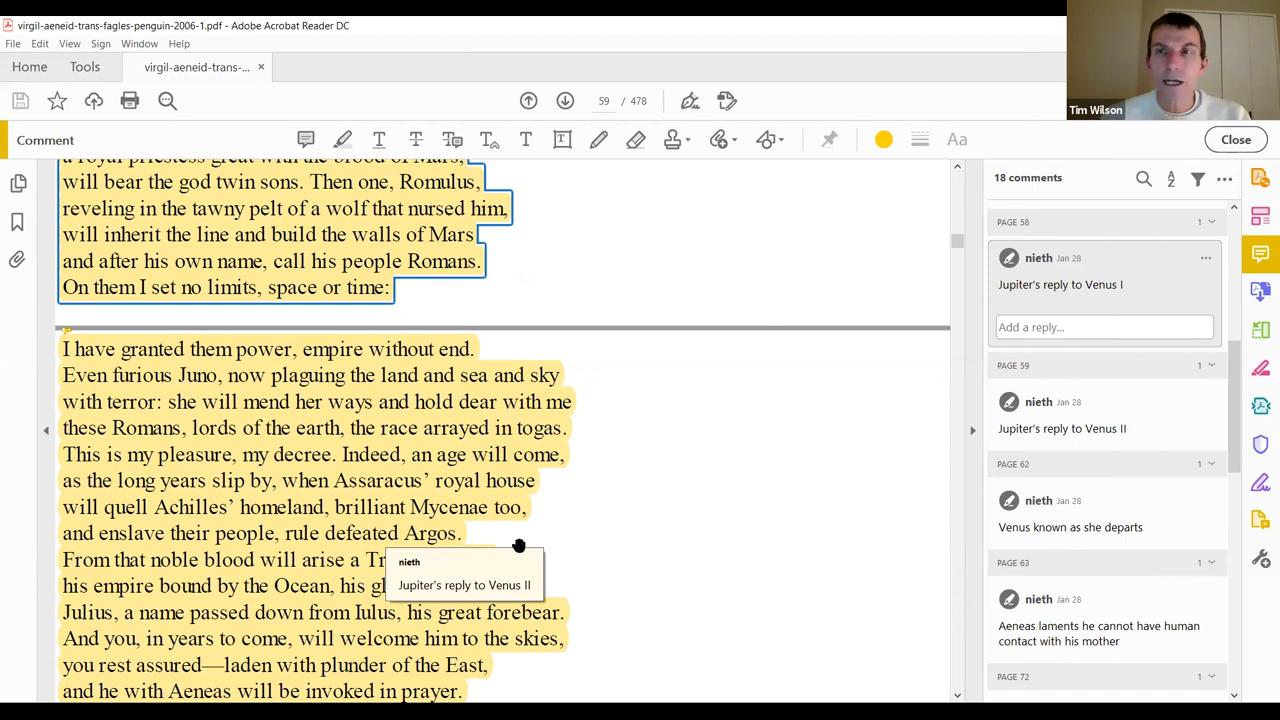 virgil-aeneid-trans-fagles-penguin-2006-1.pdf - Adobe Acrobat Reader DC
File Edit View Sign Window Help
Home Tools virgil-aeneid-trans-... ×
59 / 478
Tim Wilson
Comment
Close
a royal priestess great with the blood of Mars,
will bear the god twin sons. Then one, Romulus,
reveling in the tawny pelt of a wolf that nursed him,
will inherit the line and build the walls of Mars
and after his own name, call his people Romans.
On them I set no limits, space or time:
I have granted them power, empire without end.
Even furious Juno, now plaguing the land and sea and sky
with terror: she will mend her ways and hold dear with me
these Romans, lords of the earth, the race arrayed in togas.
This is my pleasure, my decree. Indeed, an age will come,
as the long years slip by, when Assaracus’ royal house
will quell Achilles’ homeland, brilliant Mycenae too,
and enslave their people, rule defeated Argos.
From that noble blood will arise a
his empire bound by the Ocean, his
Julius, a name passed down from Iulus, his great forebear.
And you, in years to come, will welcome him to the skies,
you rest assured—laden with plunder of the East,
and he with Aeneas will be invoked in prayer.
nieth
Jupiter's reply to Venus II
18 comments
PAGE 58 1
nieth Jan 28
Jupiter's reply to Venus I
Add a reply...
PAGE 59 1
nieth Jan 28
Jupiter's reply to Venus II
PAGE 62 1
nieth Jan 28
Venus known as she departs
PAGE 63 1
nieth Jan 28
Aeneas laments he cannot have human
contact with his mother
PAGE 72 1